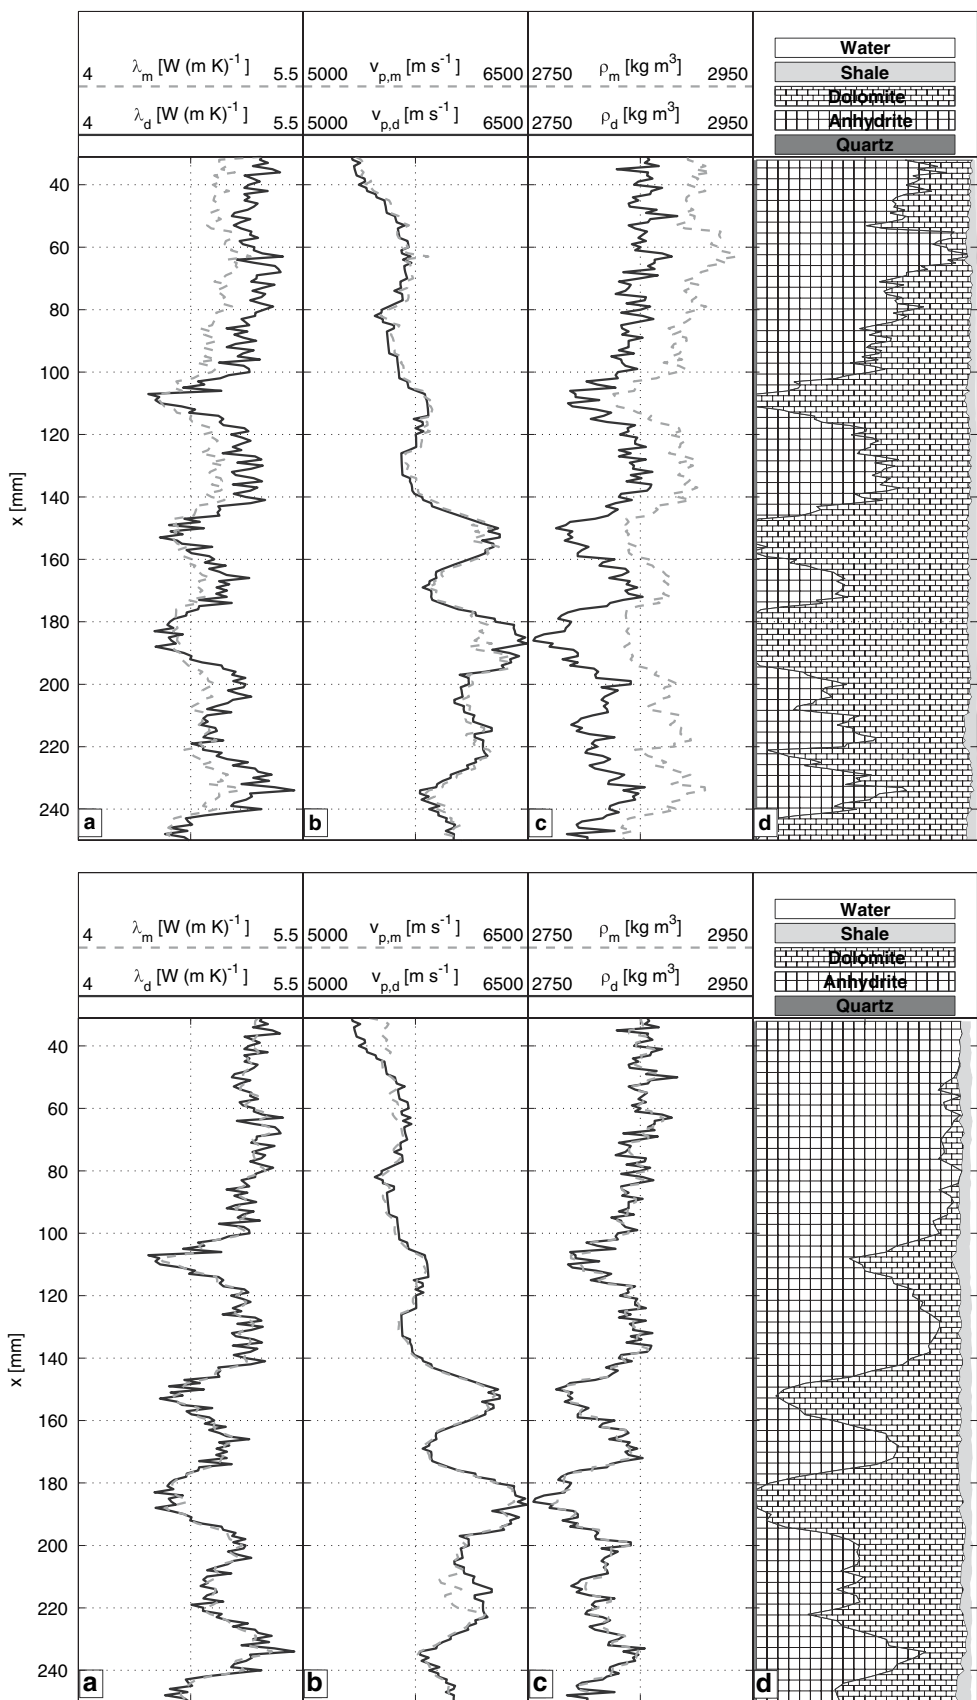 λm [W (m K)-1]
4 5.5
λd [W (m K)-1]
4 5.5
vp,m [m s-1]
5000 6500
vp,d [m s-1]
5000 6500
ρm [kg m3]
2750 2950
ρd [kg m3]
2750 2950
Water
Shale
Dolomite
Anhydrite
Quartz
40
60
80
100
120
140
160
180
200
220
240
x [mm]
a
b
c
d
λm [W (m K)-1]
4 5.5
λd [W (m K)-1]
4 5.5
vp,m [m s-1]
5000 6500
vp,d [m s-1]
5000 6500
ρm [kg m3]
2750 2950
ρd [kg m3]
2750 2950
Water
Shale
Dolomite
Anhydrite
Quartz
40
60
80
100
120
140
160
180
200
220
240
x [mm]
a
b
c
d